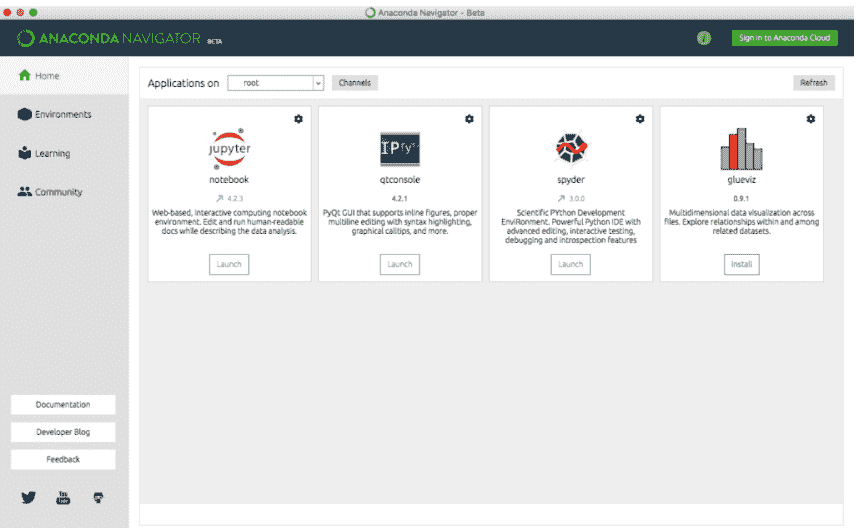 Anaconda Navigator - Beta
ANACONDA NAVIGATOR BETA
Sign in to Anaconda Cloud
Home
Environments
Learning
Community
Applications on root Channels Refresh
jupyter
notebook
4.2.3
Web-based, interactive computing notebook
environment. Edit and run human-readable
docs while describing the data analysis.
Launch
qtconsole
4.2.1
PyQt GUI that supports inline figures, proper
multiline editing with syntax highlighting,
graphical calltips, and more.
Launch
spyder
3.0.0
Scientific PYthon Development
EnviRonment. Powerful Python IDE with
advanced editing, interactive testing,
debugging and introspection features
Launch
glueviz
0.9.1
Multidimensional data visualization across
files. Explore relationships within and among
related datasets.
Install
Documentation
Developer Blog
Feedback
You
Tube